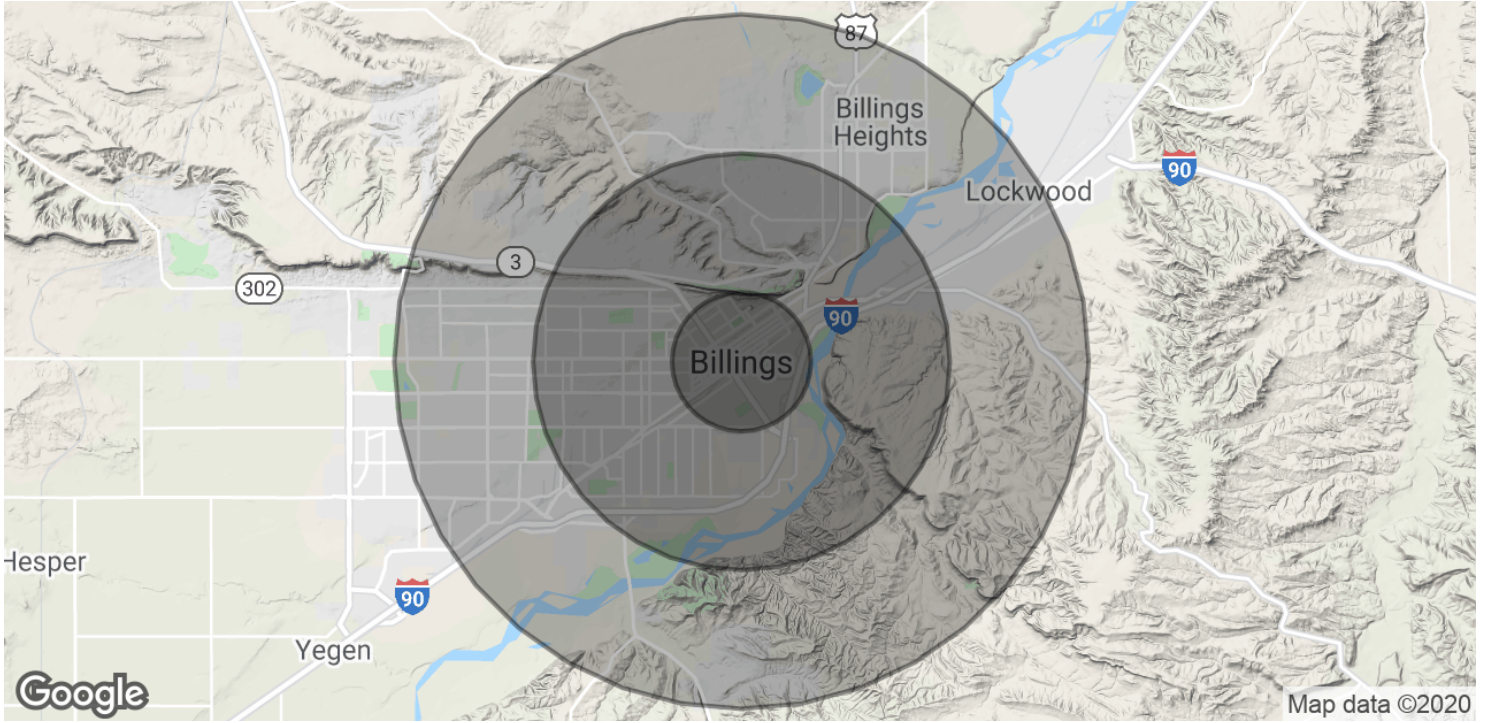 87
Billings
Heights
90
Lockwood
3
302
90
Billings
Hesper
90
Yegen
Google
Map data ©2020